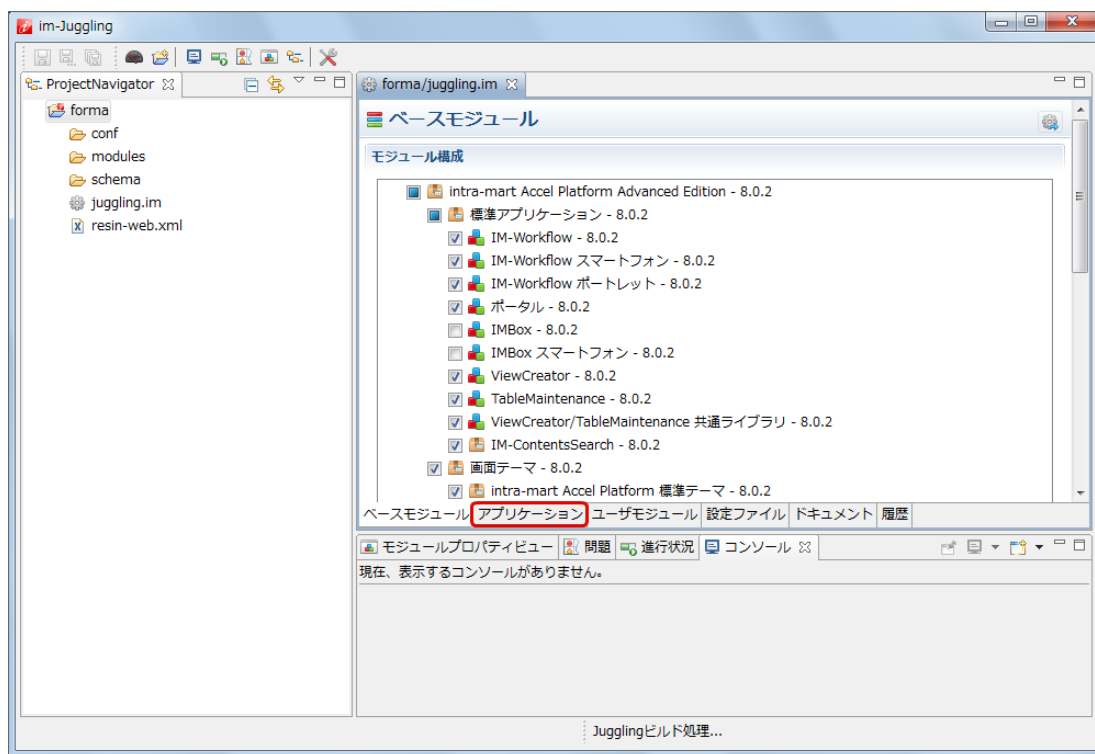 im-Juggling
ProjectNavigator
forma/juggling.im
forma
conf
modules
schema
juggling.im
resin-web.xml
ベースモジュール
モジュール構成
intra-mart Accel Platform Advanced Edition - 8.0.2
標準アプリケーション - 8.0.2
IM-Workflow - 8.0.2
IM-Workflow スマートフォン - 8.0.2
IM-Workflow ポートレット - 8.0.2
ポータル - 8.0.2
IMBox - 8.0.2
IMBox スマートフォン - 8.0.2
ViewCreator - 8.0.2
TableMaintenance - 8.0.2
ViewCreator/TableMaintenance 共通ライブラリ - 8.0.2
IM-ContentsSearch - 8.0.2
画面テーマ - 8.0.2
intra-mart Accel Platform 標準テーマ - 8.0.2
ベースモジュール アプリケーション ユーザモジュール 設定ファイル ドキュメント 履歴
モジュールプロパティビュー 問題 進行状況 コンソール
現在、表示するコンソールがありません。
Jugglingビルド処理...